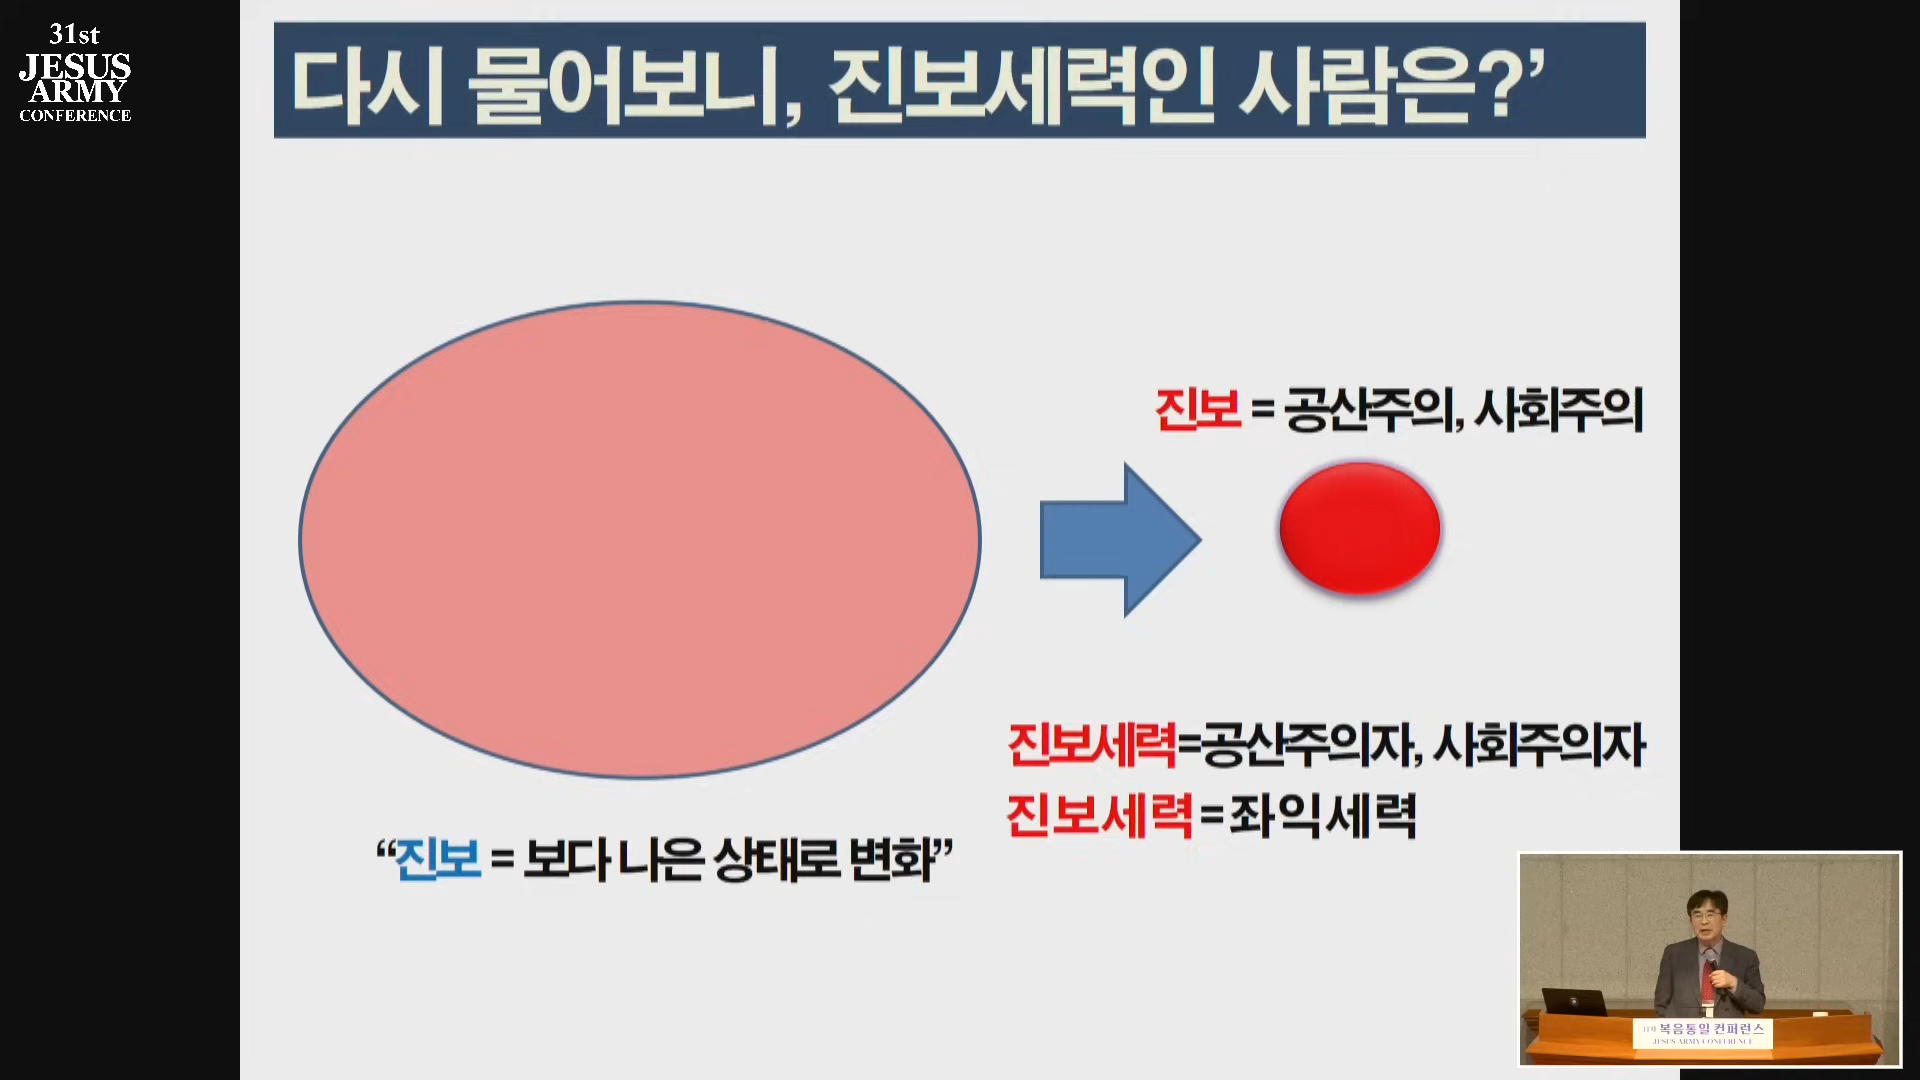 31st
JESUS
ARMY
CONFERENCE
다시 물어보니, 진보세력인 사람은?’
진보 = 공산주의, 사회주의
진보세력=공산주의자, 사회주의자
진보세력=좌익세력
“진보 = 보다 나은 상태로 변화”
복음통일 컨퍼런스
JESUS ARMY CONFERENCE